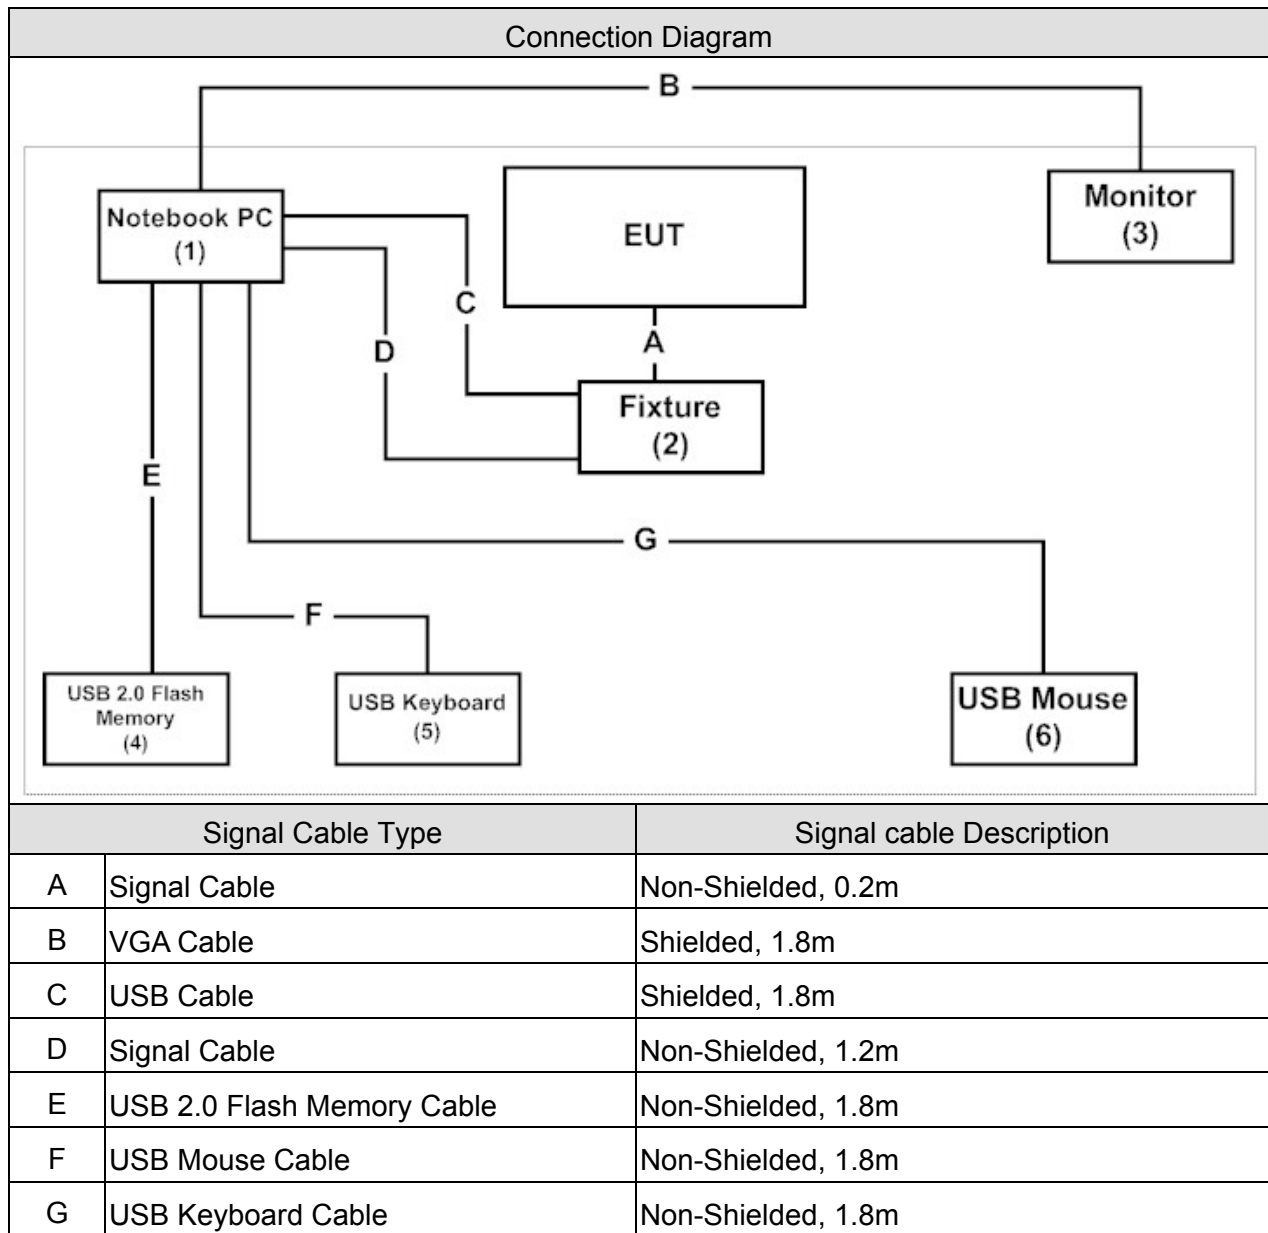 Connection Diagram
B
Notebook PC
(1)
EUT
Monitor
(3)
C
D
A
Fixture
(2)
E
G
F
USB 2.0 Flash
Memory
(4)
USB Keyboard
(5)
USB Mouse
(6)
Signal Cable Type Signal cable Description
A Signal Cable Non-Shielded, 0.2m
B VGA Cable Shielded, 1.8m
C USB Cable Shielded, 1.8m
D Signal Cable Non-Shielded, 1.2m
E USB 2.0 Flash Memory Cable Non-Shielded, 1.8m
F USB Mouse Cable Non-Shielded, 1.8m
G USB Keyboard Cable Non-Shielded, 1.8m